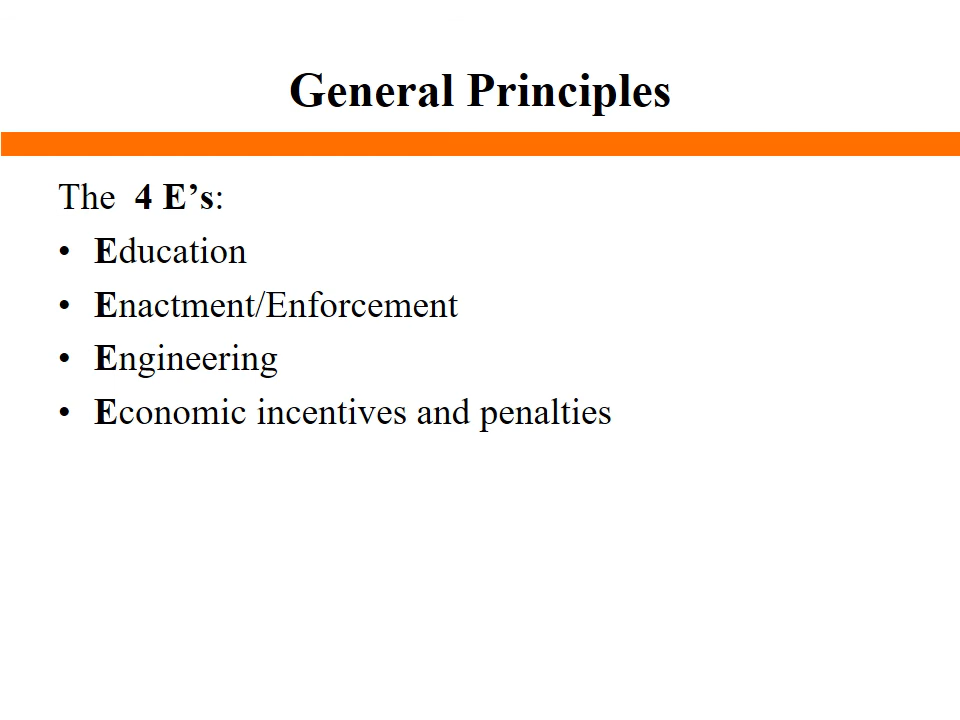 General Principles
The 4 E’s:
• Education
• Enactment/Enforcement
• Engineering
• Economic incentives and penalties